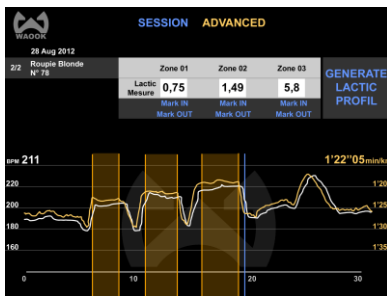 SESSION ADVANCED
WAOOK
28 Aug 2012
2/2 Roupie Blonde
N° 78
Zone 01 Zone 02 Zone 03
Lactic Mesure 0,75 1,49 5,8
Mark IN Mark IN Mark IN
Mark OUT Mark OUT Mark OUT
GENERATE
LACTIC
PROFIL
BPM 211 1'22''05 min/km
220 1'20
200 1'25
180 1'30
160 1'35
0 10 20 30